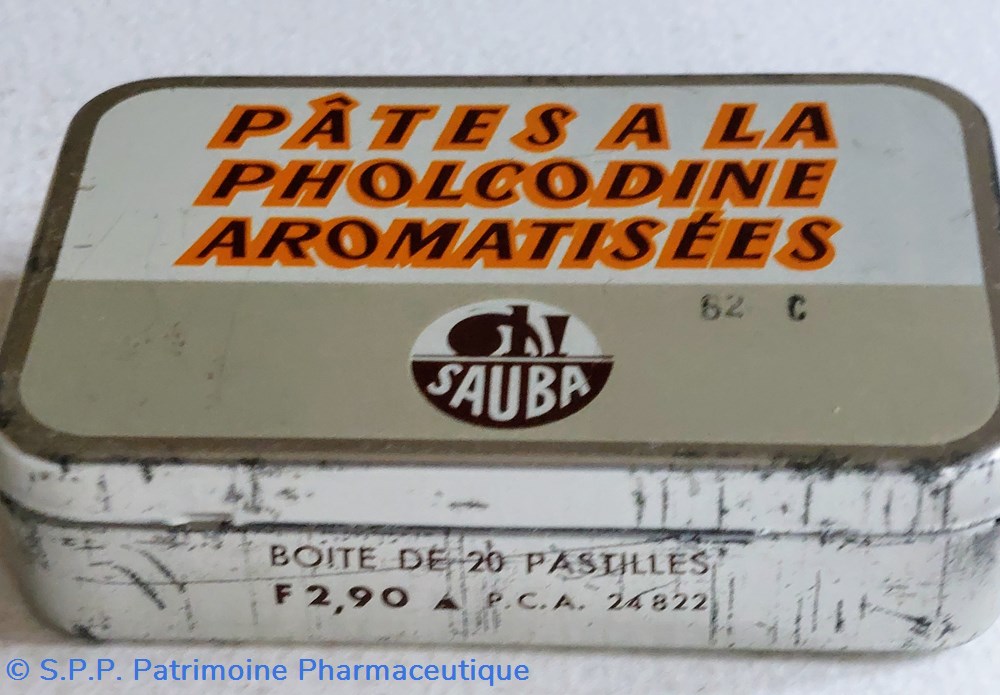 PÂTES A LA
PHOLCODINE
AROMATISÉES
62 C
SAUBA
BOITE DE 20 PASTILLES
F 2,90 ▲ P.C.A. 24822
© S.P.P. Patrimoine Pharmaceutique